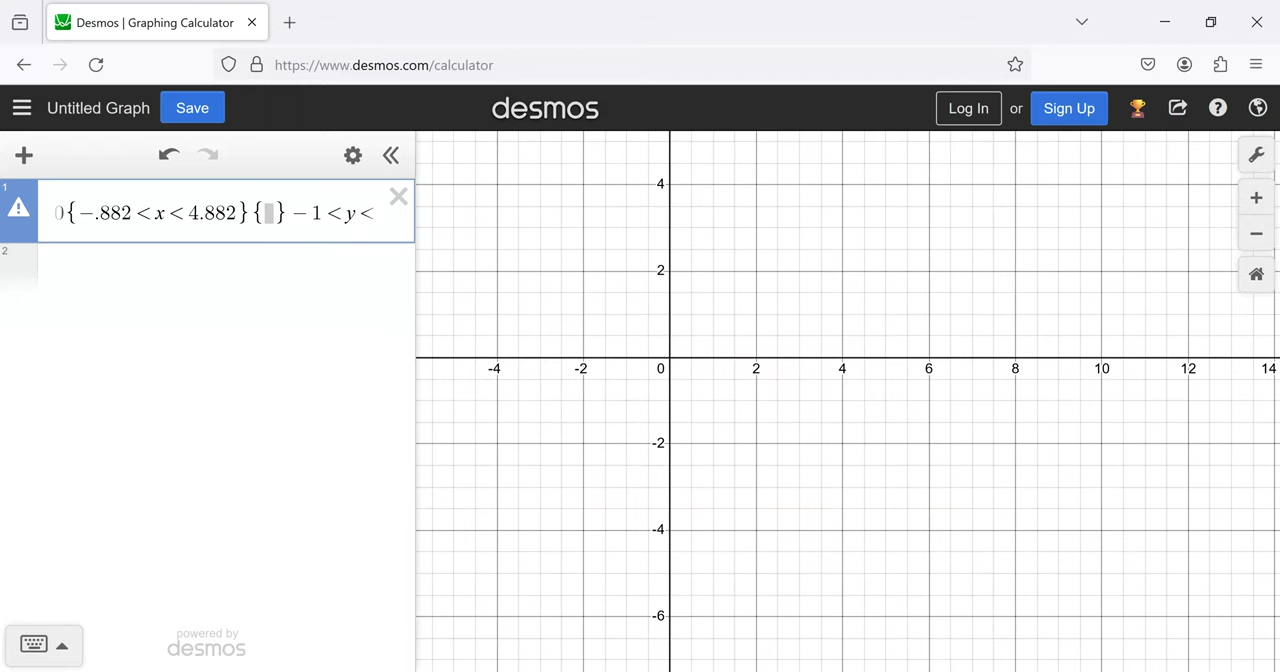 Desmos | Graphing Calculator
https://www.desmos.com/calculator
Untitled Graph
Save
desmos
Log In
or
Sign Up
1
0{−.882<x<4.882}{ }−1<y<
2
4
2
-4
-2
0
2
4
6
8
10
12
14
-2
-4
-6
powered by
desmos